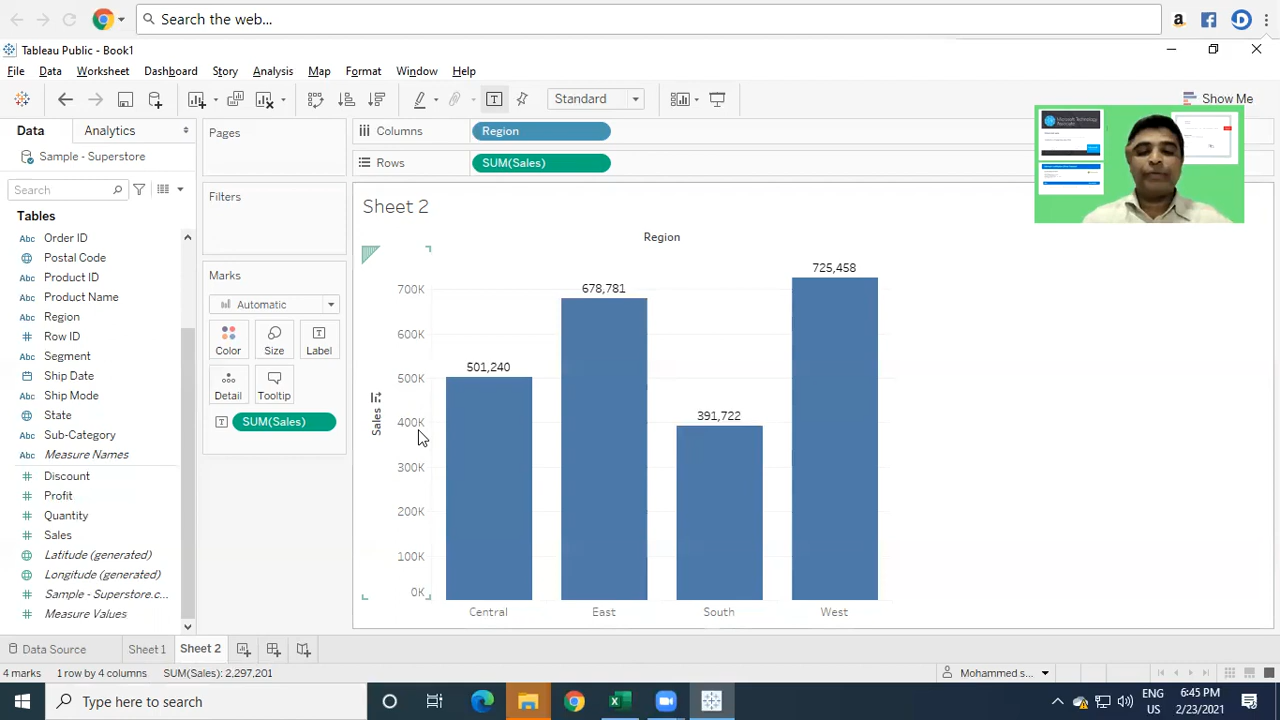 Search the web...
Tableau Public - Book1
File Data Worksheet Dashboard Story Analysis Map Format Window Help
Standard
Show Me
Data Analytics
Pages
Columns Region
Rows SUM(Sales)
Sample - Superstore
Search
Filters
Tables
Order ID
Postal Code
Product ID
Product Name
Region
Row ID
Segment
Ship Date
Ship Mode
State
Sub-Category
Measure Names
Discount
Profit
Quantity
Sales
Latitude (generated)
Longitude (generated)
Sample - Superstore.c...
Measure Values
Marks
Automatic
Color Size Label
Detail Tooltip
SUM(Sales)
Sheet 2
Region
Sales
700K
600K
500K
400K
300K
200K
100K
0K
501,240
678,781
391,722
725,458
Central East South West
Data Source Sheet 1 Sheet 2
4 marks 1 row by 4 columns SUM(Sales): 2,297,201
Mohammed s...
Type here to search
ENG
US
6:45 PM
2/23/2021